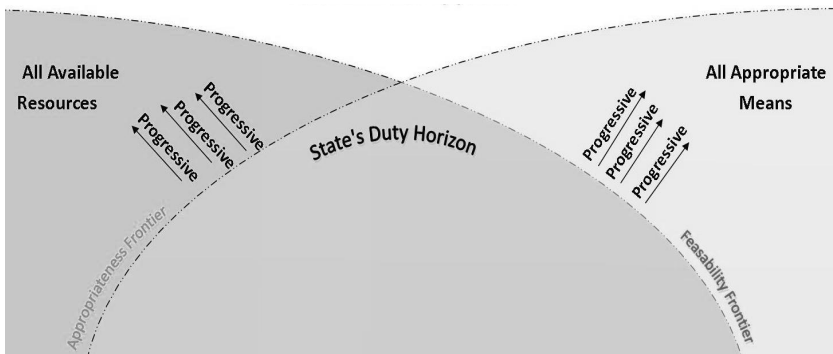 All Available
Resources
Progressive
Progressive
Progressive
State's Duty Horizon
Appropriateness Frontier
All Appropriate
Means
Progressive
Progressive
Progressive
Feasability Frontier